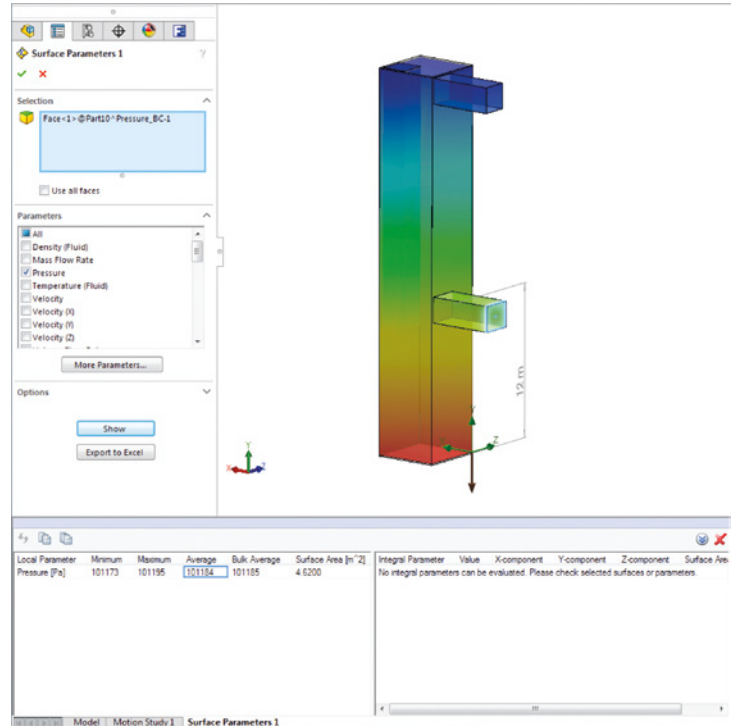 Surface Parameters 1
?
Selection
Face<1>@Part10^Pressure_BC-1
Use all faces
Parameters
All
Density (Fluid)
Mass Flow Rate
Pressure
Temperature (Fluid)
Velocity
Velocity (X)
Velocity (Y)
Velocity (Z)
More Parameters...
Options
Show
Export to Excel
12 m
Y
Z
Y
X
Z
Local Parameter Minimum Maximum Average Bulk Average Surface Area [m^2]
Pressure [Pa] 101173 101195 101184 101185 4.6200
Integral Parameter Value X-component Y-component Z-component Surface Area
No integral parameters can be evaluated. Please check selected surfaces or parameters.
Model Motion Study 1 Surface Parameters 1